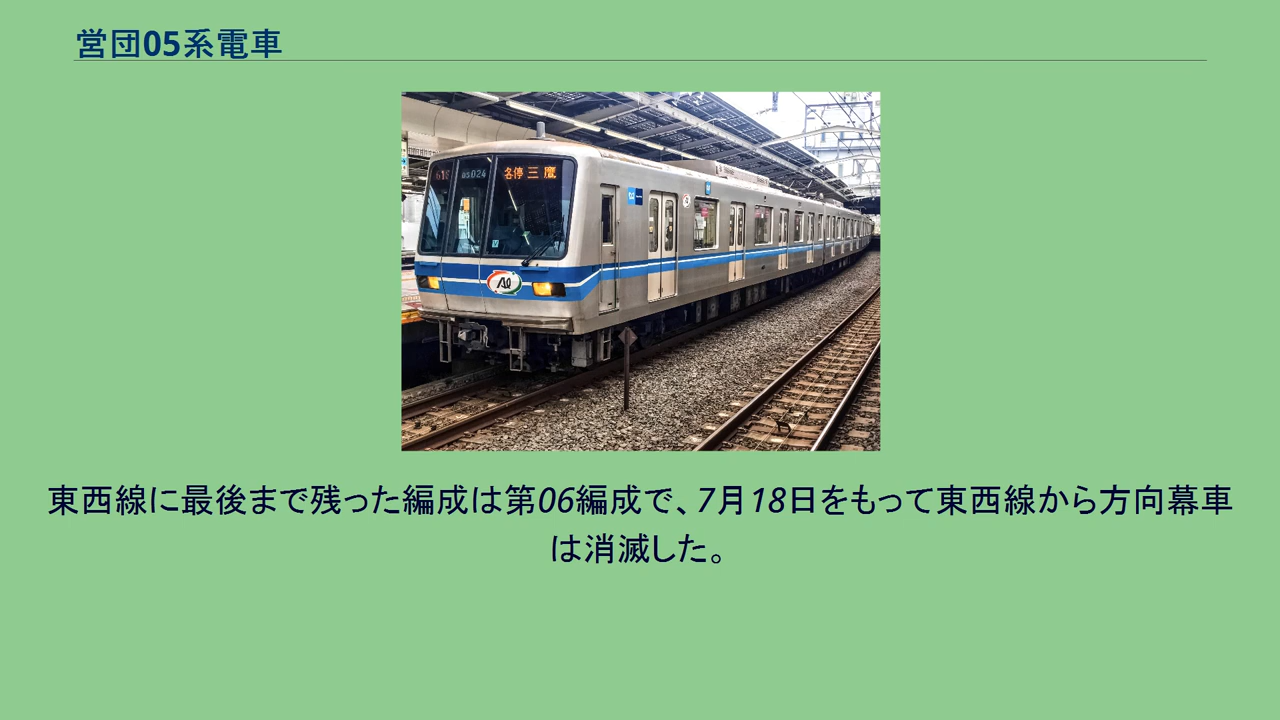 営団05系電車
61S 05024 各停 三 鷹
東西線に最後まで残った編成は第06編成で、7月18日をもって東西線から方向幕車
は消滅した。